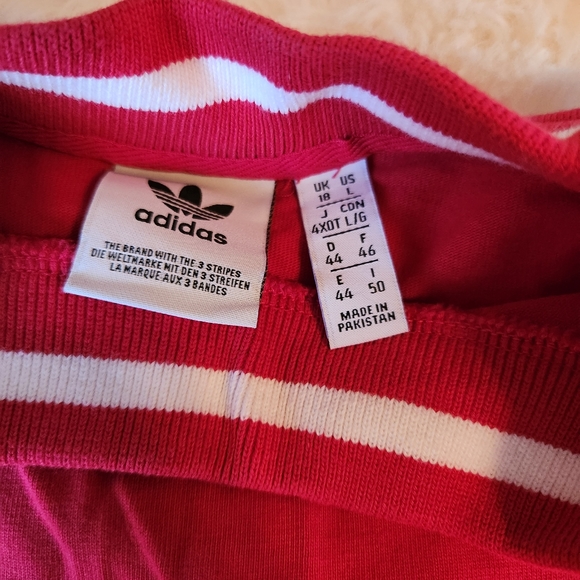 adidas
THE BRAND WITH THE 3 STRIPES
DIE WELTMARKE MIT DEN 3 STREIFEN
LA MARQUE AUX 3 BANDES
UK US
18 L
J CDN
4XOT L/G
D F
44 46
E I
44 50
MADE IN
PAKISTAN